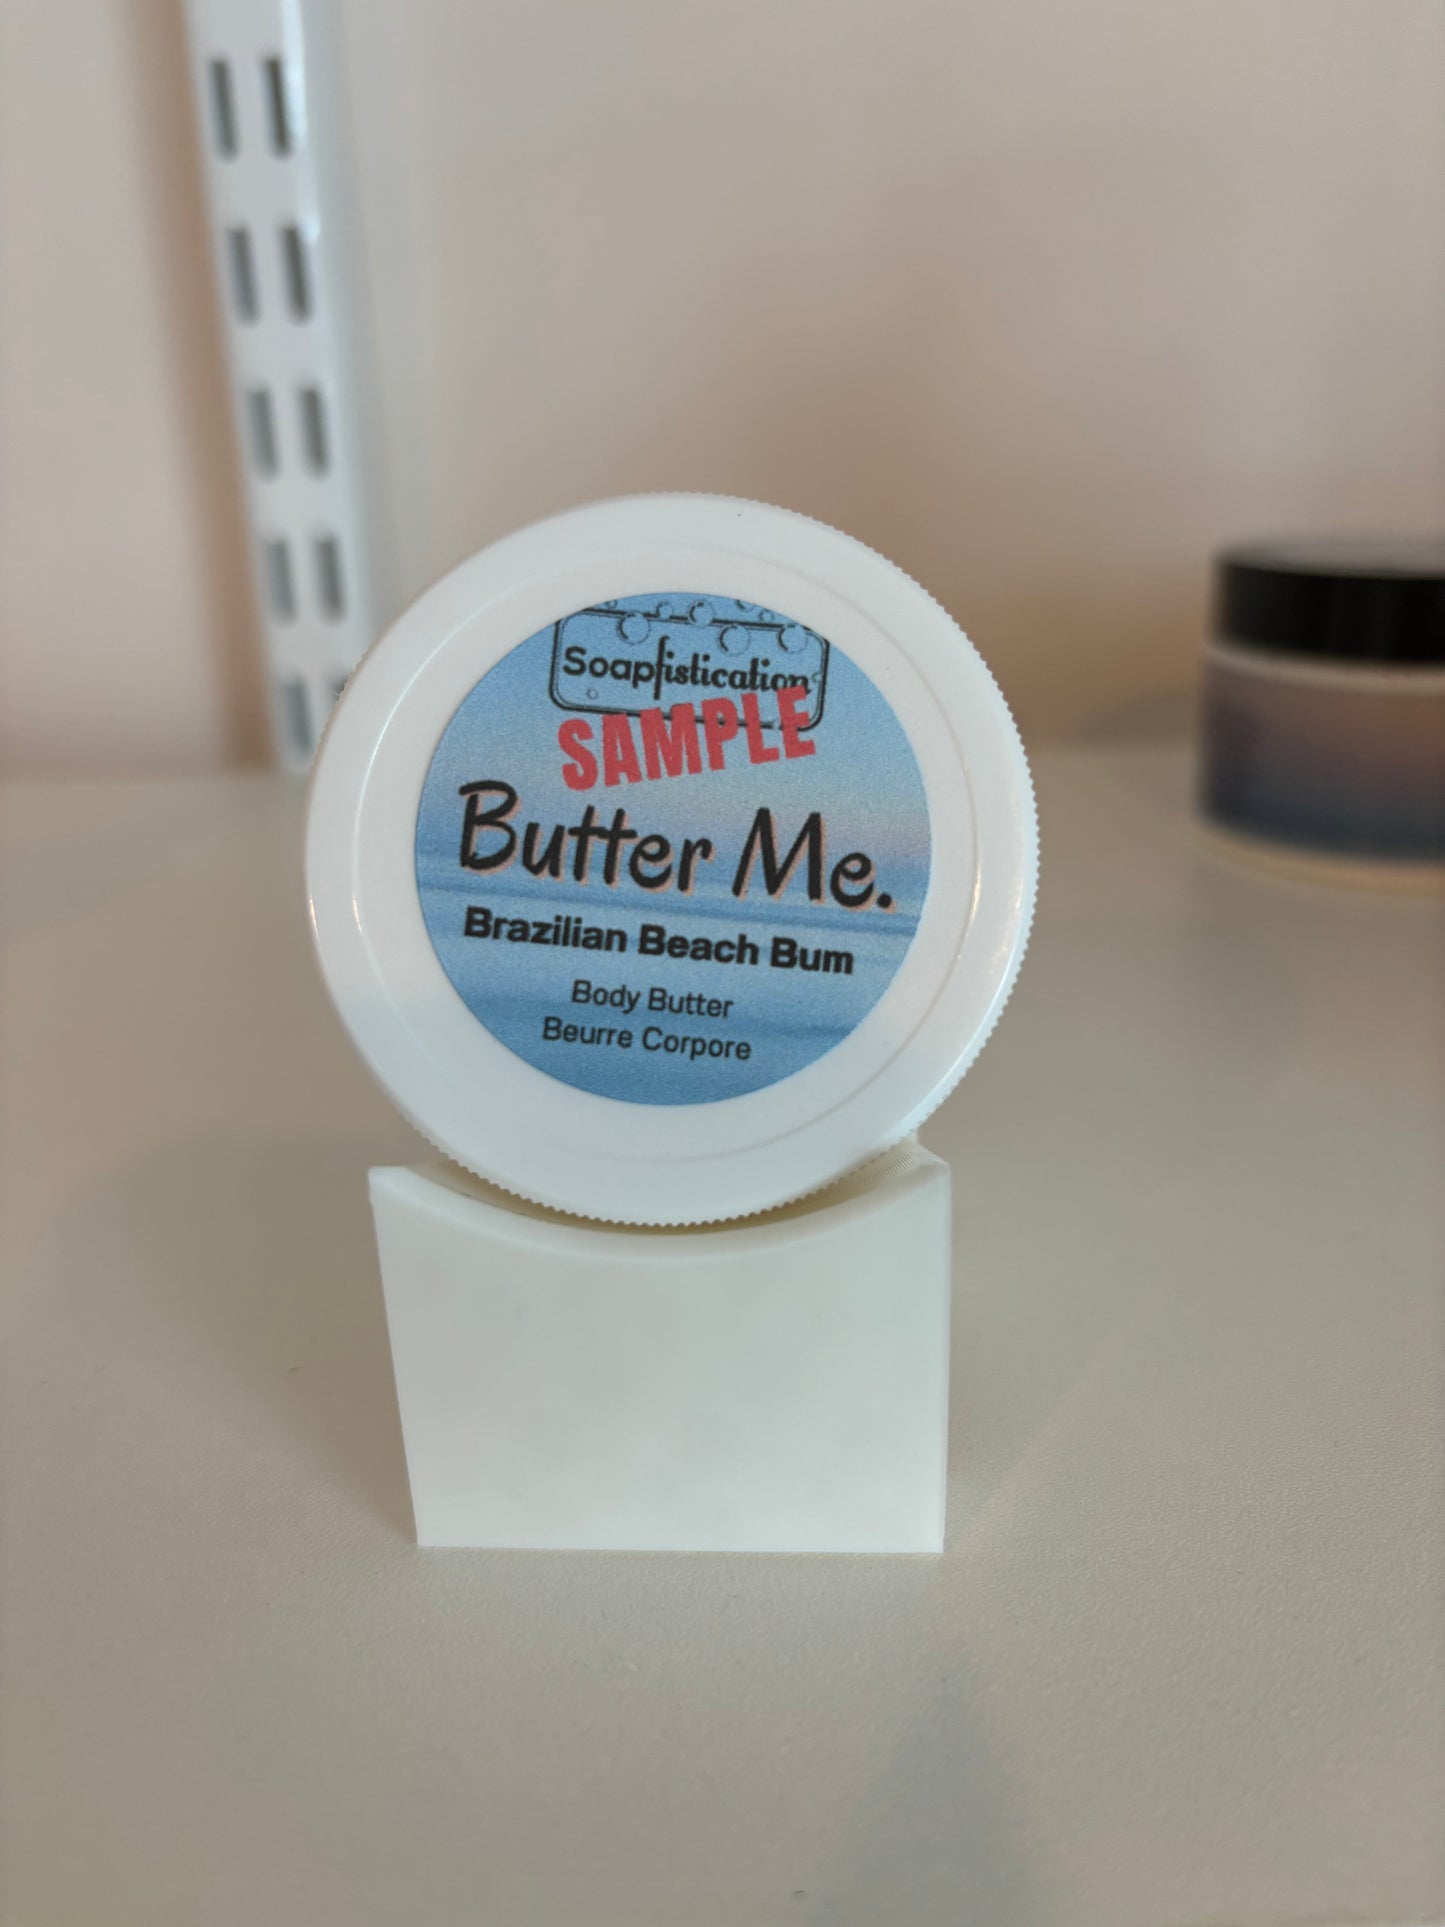 Soapfistication
SAMPLE
Butter Me.
Brazilian Beach Bum
Body Butter
Beurre Corpore